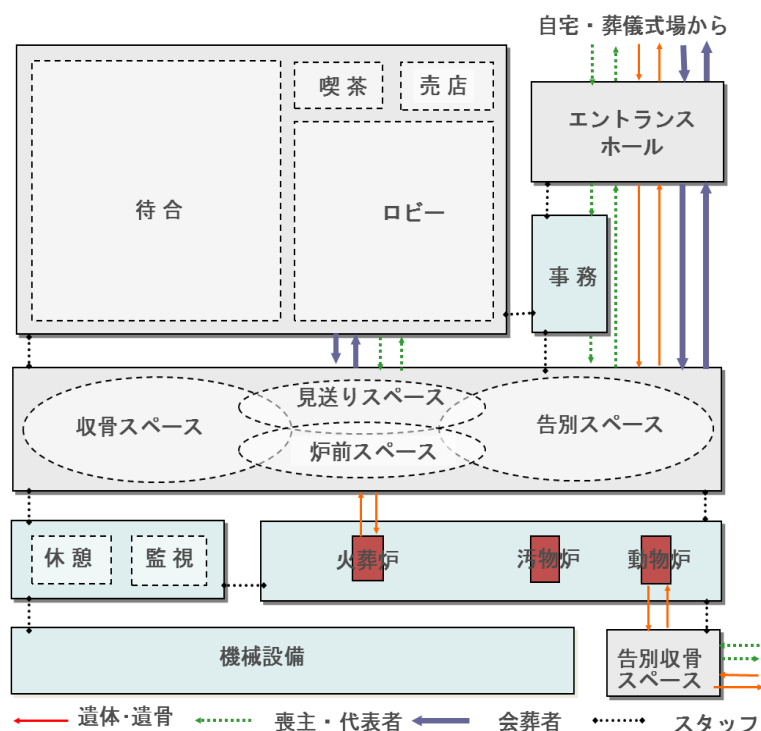 自宅・葬儀式場から
喫茶
売店
エントランス
ホール
待合
ロビー
事務
見送りスペース
収骨スペース
告別スペース
炉前スペース
休憩
監視
火葬炉
汚物炉
動物炉
機械設備
告別収骨
スペース
遺体・遺骨
喪主・代表者
会葬者
スタッフ